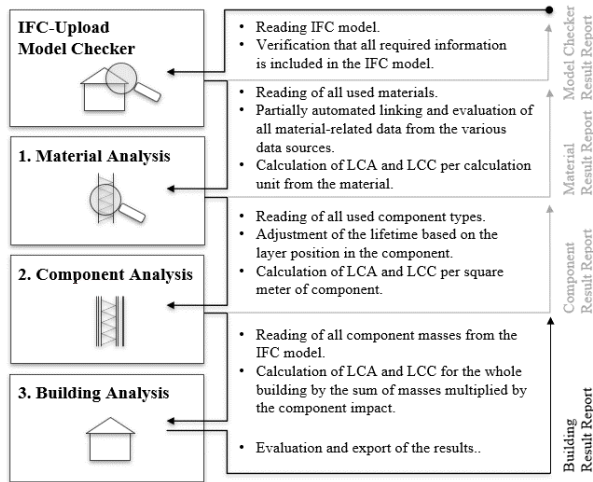 IFC-Upload
Model Checker
• Reading IFC model.
• Verification that all required information
is included in the IFC model.
Model Checker
Result Report
1. Material Analysis
• Reading of all used materials.
• Partially automated linking and evaluation of
all material-related data from the various
data sources.
• Calculation of LCA and LCC per calculation
unit from the material.
Material
Result Report
2. Component Analysis
• Reading of all used component types.
• Adjustment of the lifetime based on the
layer position in the component.
• Calculation of LCA and LCC per square
meter of component.
Component
Result Report
3. Building Analysis
• Reading of all component masses from the
IFC model.
• Calculation of LCA and LCC for the whole
building by the sum of masses multiplied by
the component impact.
• Evaluation and export of the results..
Building
Result Report